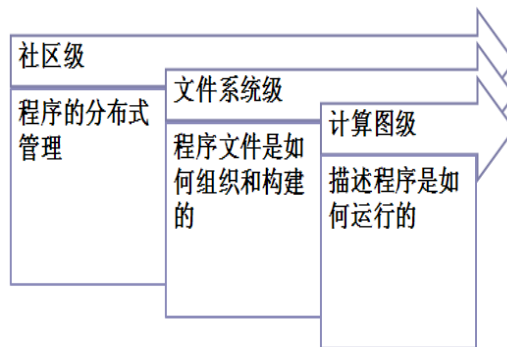 社区级
程序的分布式
管理
文件系统级
程序文件是如
何组织和构建
的
计算图级
描述程序是如
何运行的